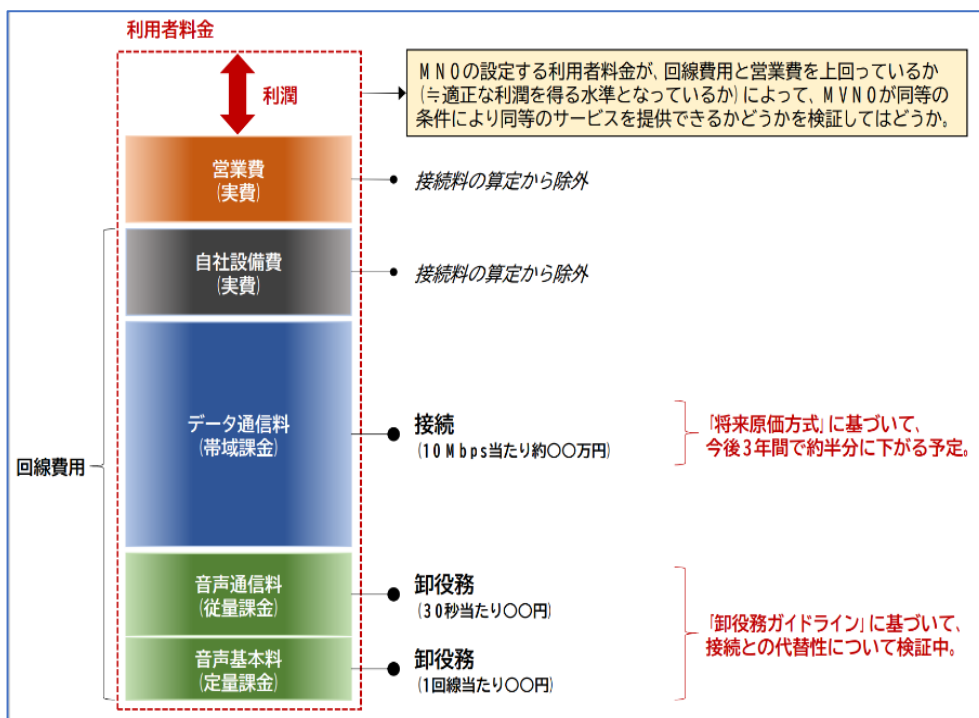 利用者料金
利潤
ＭＮＯの設定する利用者料金が、回線費用と営業費を上回っているか
(≒適正な利潤を得る水準となっているか)によって、ＭＶＮＯが同等の
条件により同等のサービスを提供できるかどうかを検証してはどうか。
営業費
(実費)
接続料の算定から除外
自社設備費
(実費)
接続料の算定から除外
回線費用
データ通信料
(帯域課金)
接続
(10Mbps当たり約〇〇万円)
「将来原価方式」に基づいて、
今後３年間で約半分に下がる予定。
音声通信料
(従量課金)
卸役務
(30秒当たり〇〇円)
音声基本料
(定量課金)
卸役務
(1回線当たり〇〇円)
「卸役務ガイドライン」に基づいて、
接続との代替性について検証中。